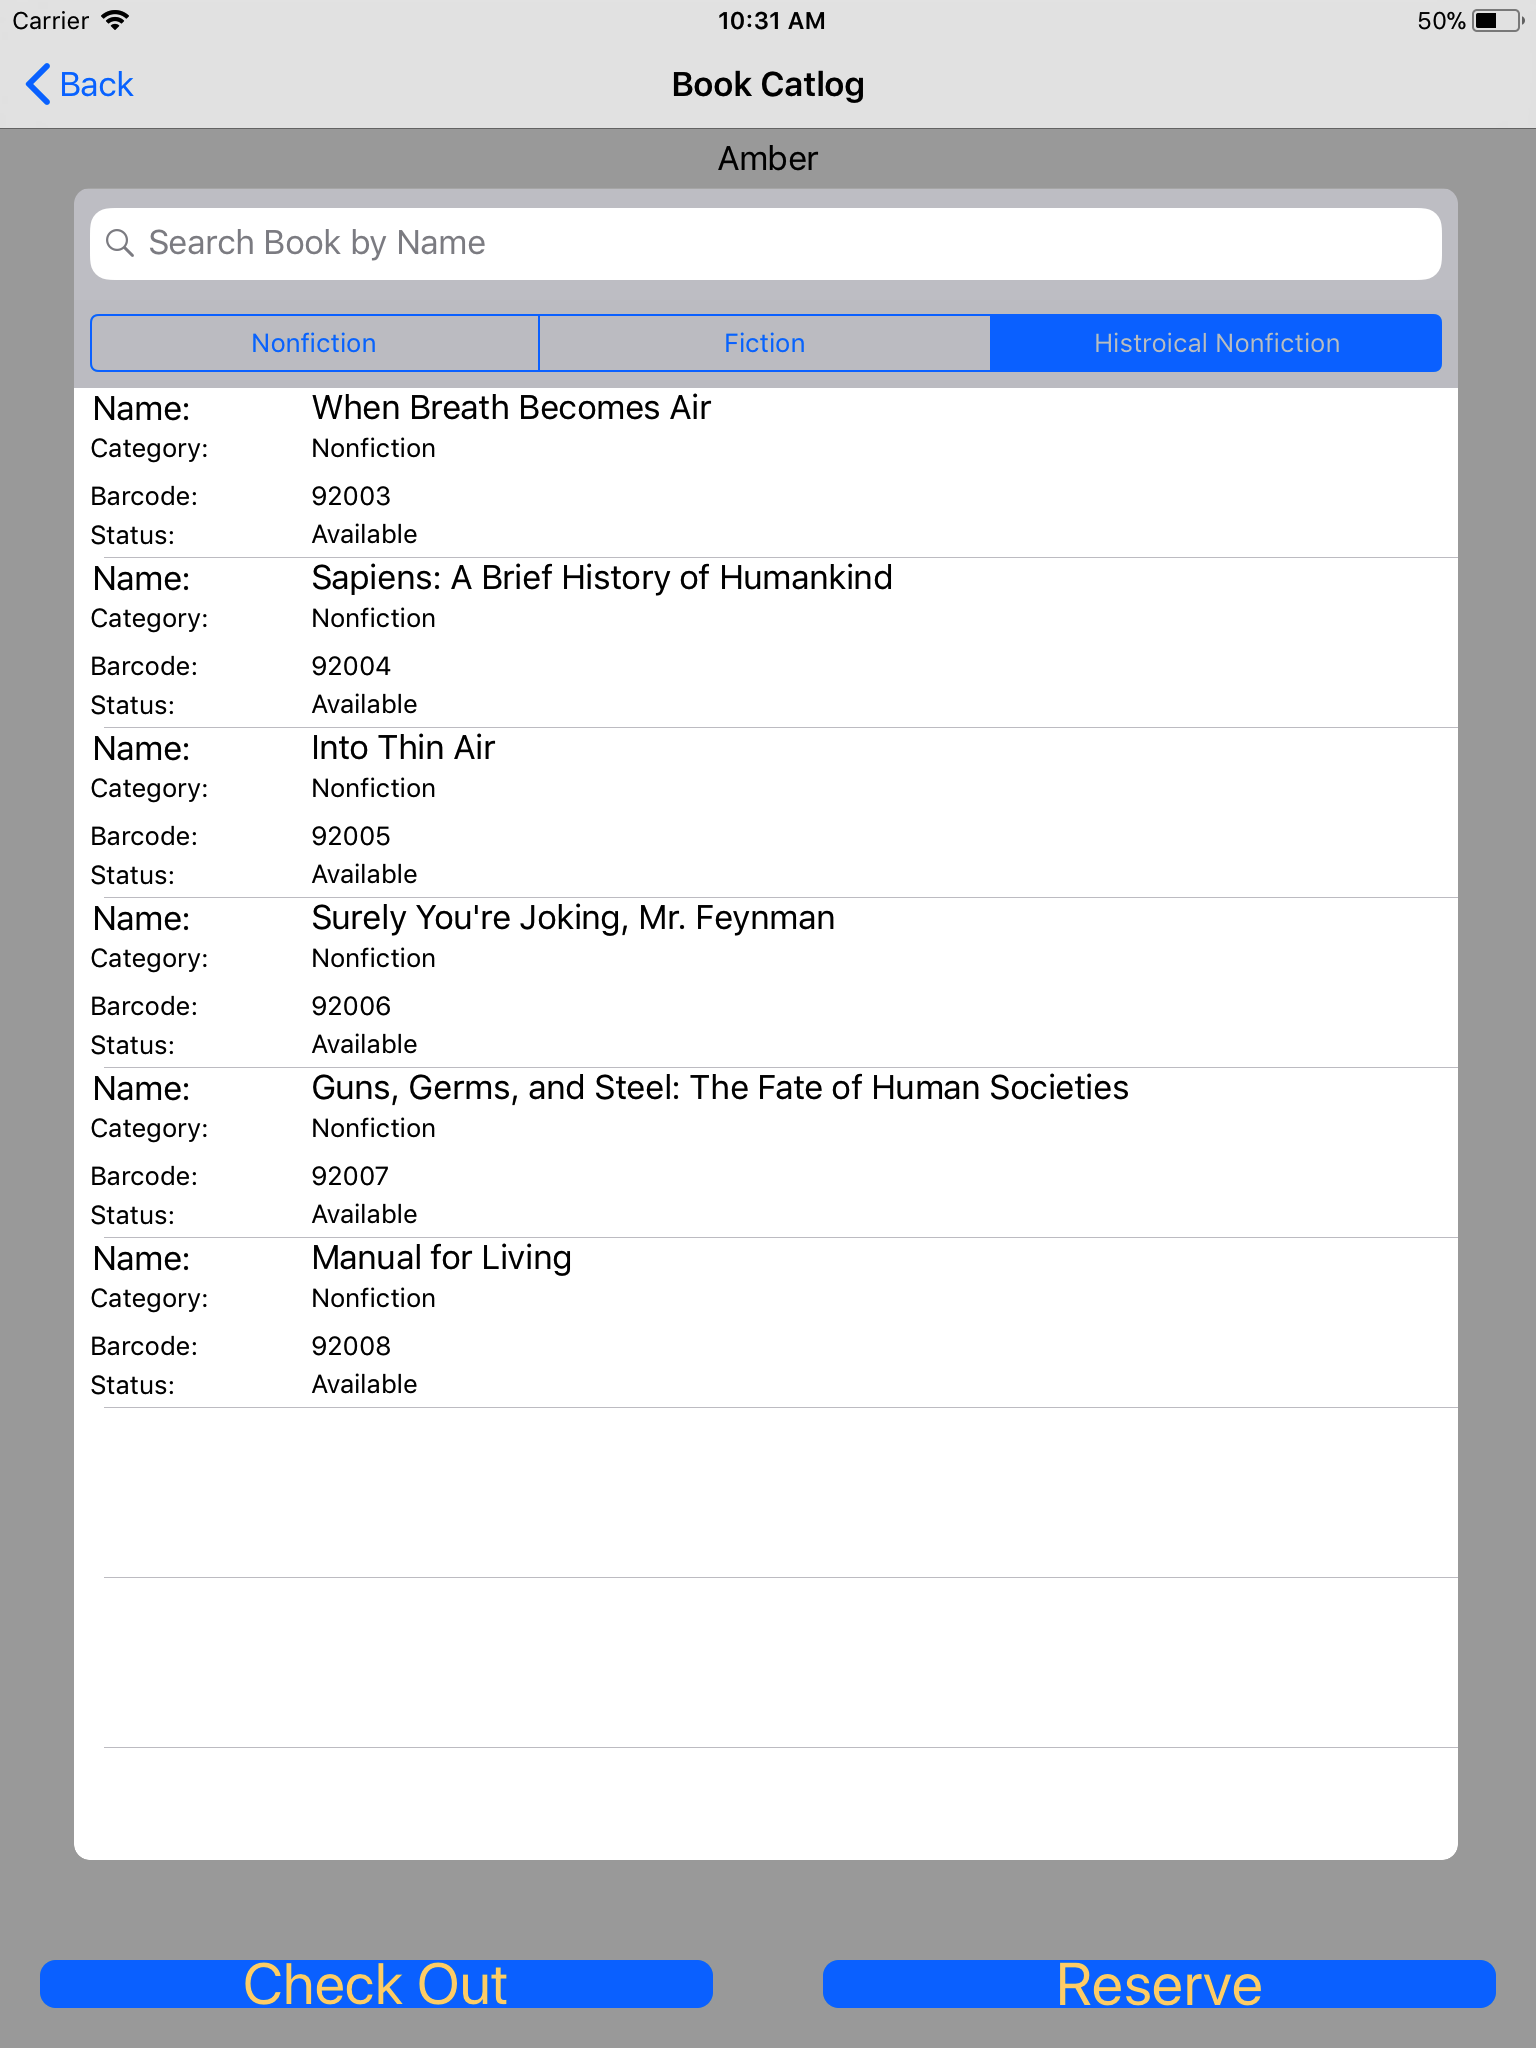 Carrier 10:31 AM 50%
Back Book Catlog
Amber
Search Book by Name
Nonfiction Fiction Histroical Nonfiction
Name: When Breath Becomes Air
Category: Nonfiction
Barcode: 92003
Status: Available
Name: Sapiens: A Brief History of Humankind
Category: Nonfiction
Barcode: 92004
Status: Available
Name: Into Thin Air
Category: Nonfiction
Barcode: 92005
Status: Available
Name: Surely You're Joking, Mr. Feynman
Category: Nonfiction
Barcode: 92006
Status: Available
Name: Guns, Germs, and Steel: The Fate of Human Societies
Category: Nonfiction
Barcode: 92007
Status: Available
Name: Manual for Living
Category: Nonfiction
Barcode: 92008
Status: Available
Check Out Reserve